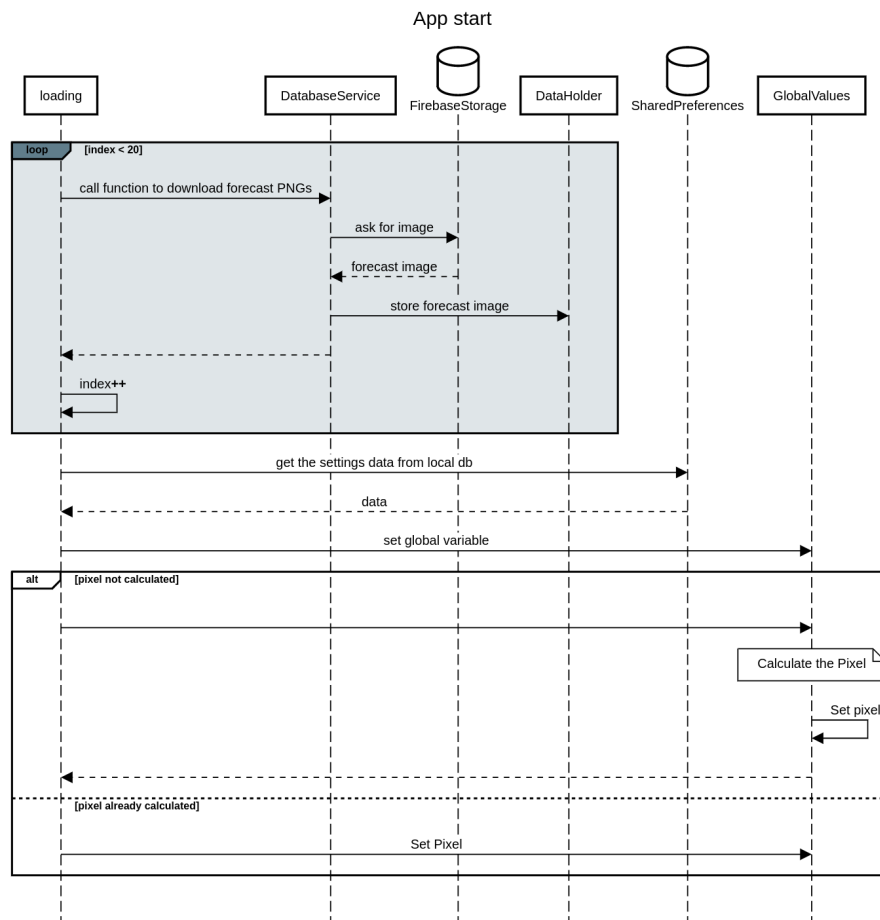 App start
loading
DatabaseService
FirebaseStorage
DataHolder
SharedPreferences
GlobalValues
loop [index < 20]
call function to download forecast PNGs
ask for image
forecast image
store forecast image
index++
get the settings data from local db
data
set global variable
alt [pixel not calculated]
Calculate the Pixel
Set pixel
[pixel already calculated]
Set Pixel